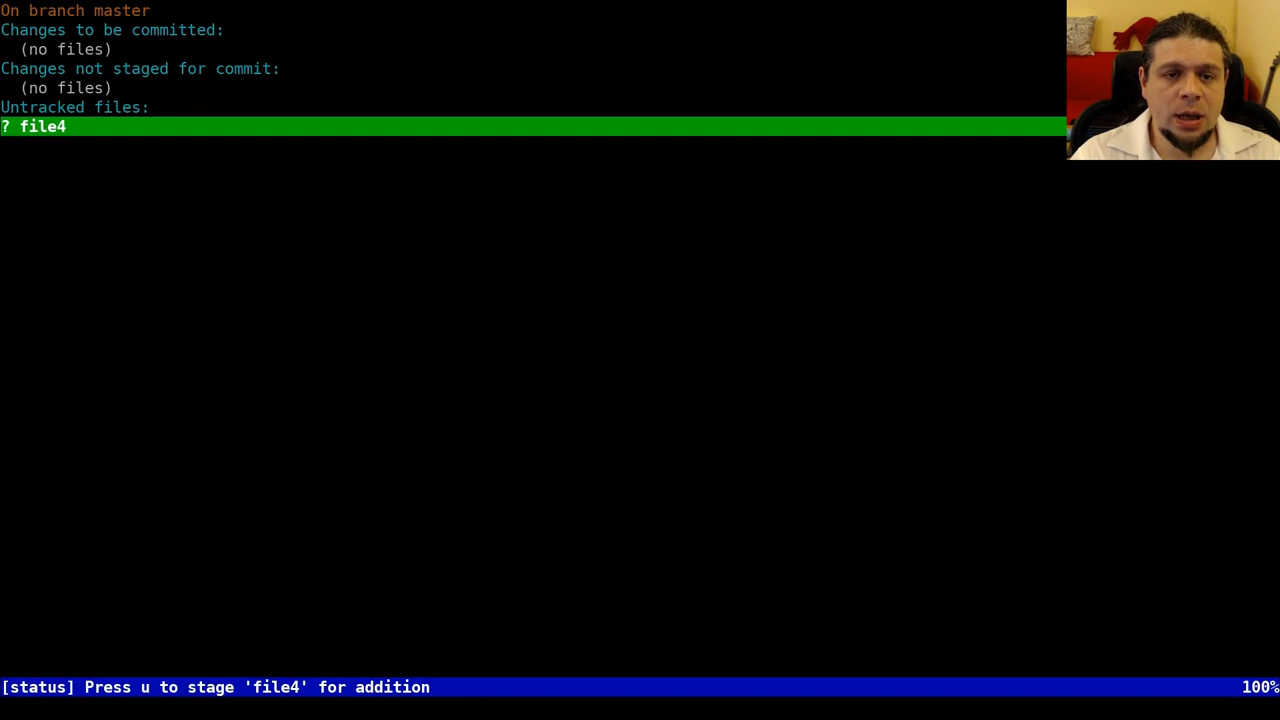 On branch master
Changes to be committed:
(no files)
Changes not staged for commit:
(no files)
Untracked files:
? file4
[status] Press u to stage 'file4' for addition 100%